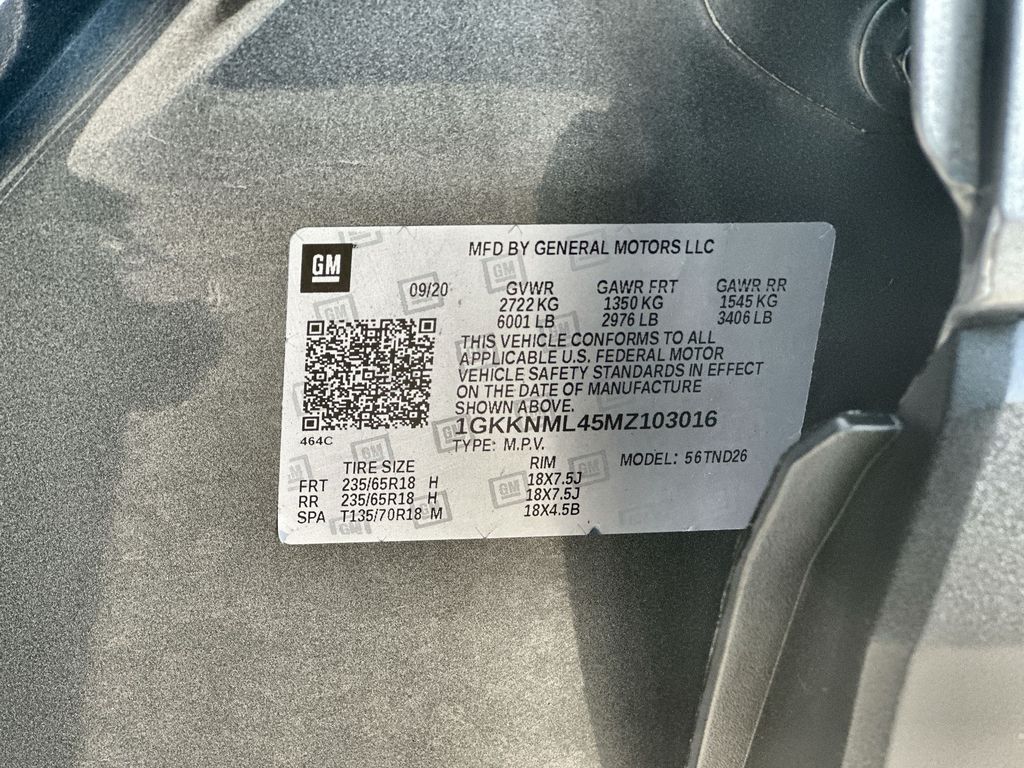 GM
MFD BY GENERAL MOTORS LLC
09/20 GVWR GAWR FRT GAWR RR
2722 KG 1350 KG 1545 KG
6001 LB 2976 LB 3406 LB
THIS VEHICLE CONFORMS TO ALL
APPLICABLE U.S. FEDERAL MOTOR
VEHICLE SAFETY STANDARDS IN EFFECT
ON THE DATE OF MANUFACTURE
SHOWN ABOVE.
1GKKNML45MZ103016
464C
TYPE: M.P.V.
MODEL: 56TND26
TIRE SIZE RIM
FRT 235/65R18 H 18X7.5J
RR 235/65R18 H 18X7.5J
SPA T135/70R18 M 18X4.5B